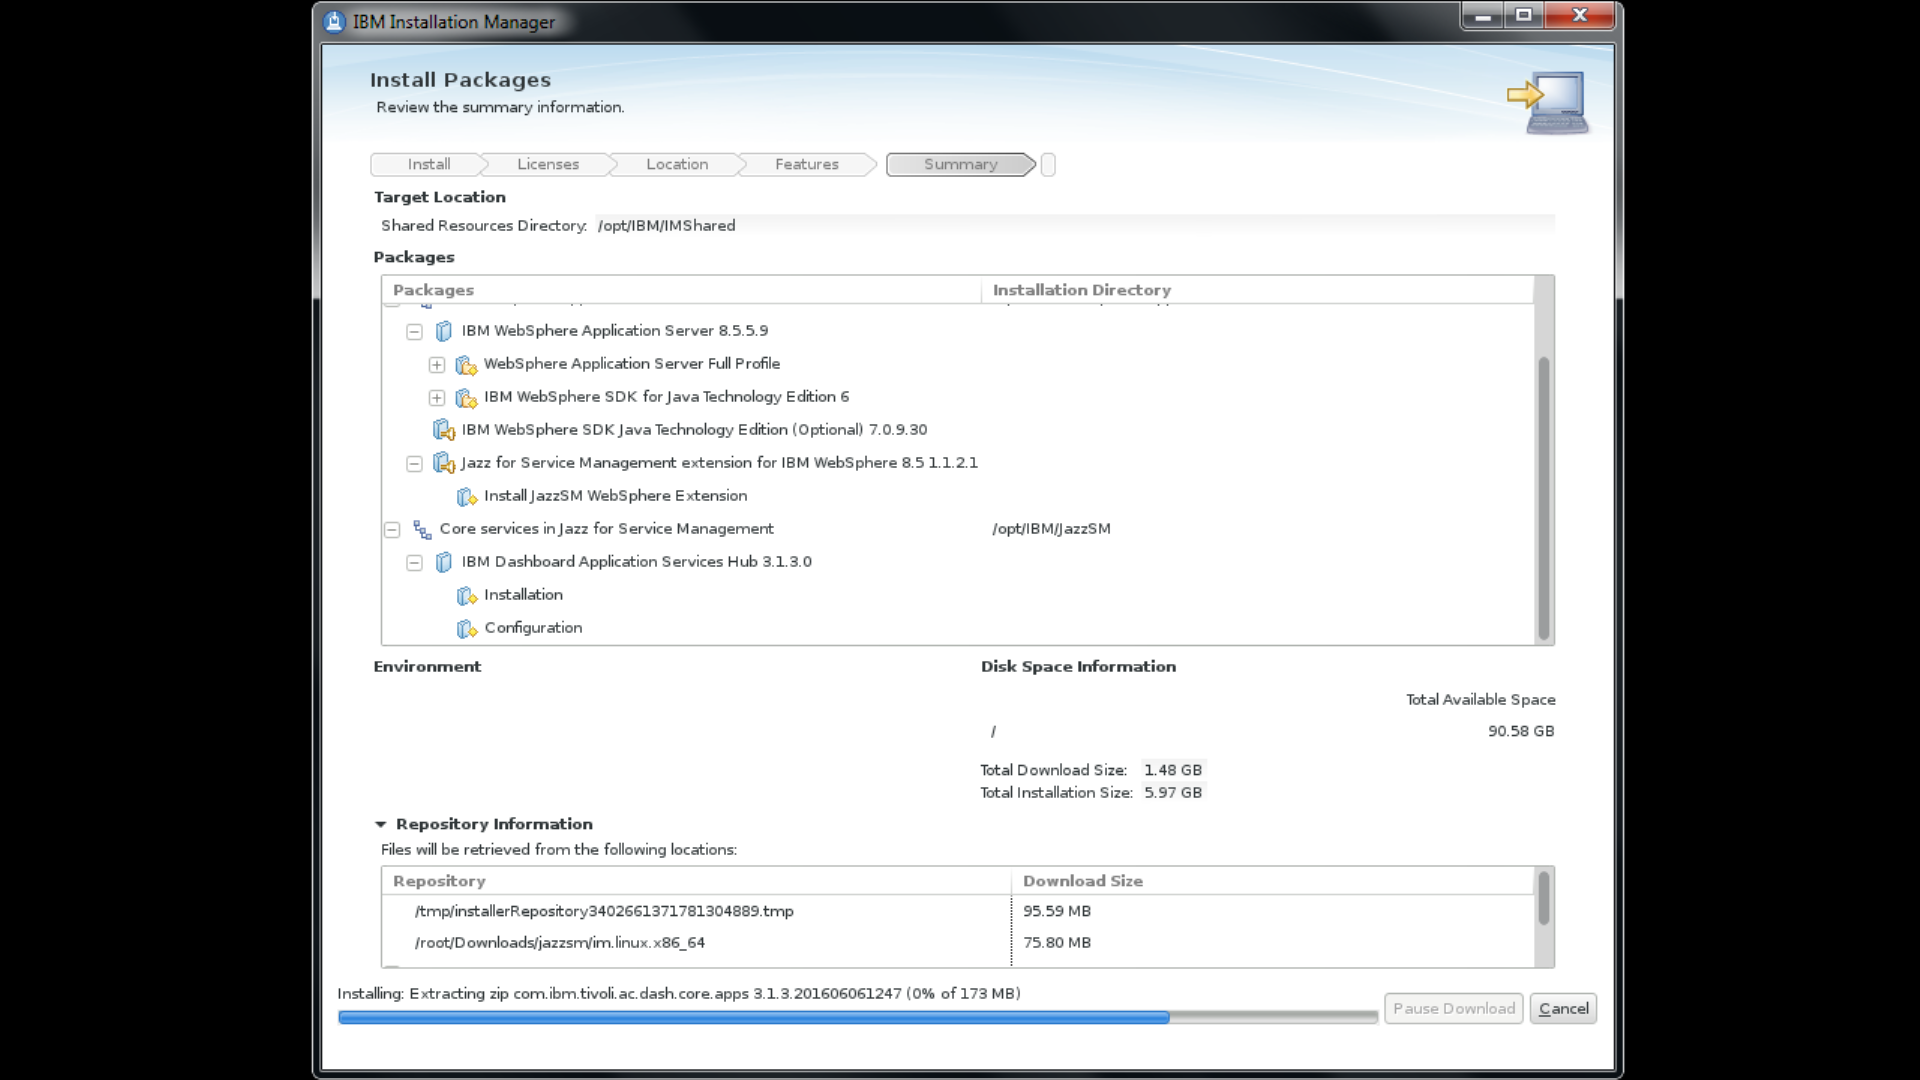 IBM Installation Manager
Install Packages
Review the summary information.
Install Licenses Location Features Summary
Target Location
Shared Resources Directory: /opt/IBM/IMShared
Packages
Packages Installation Directory
IBM WebSphere Application Server 8.5.5.9
WebSphere Application Server Full Profile
IBM WebSphere SDK for Java Technology Edition 6
IBM WebSphere SDK Java Technology Edition (Optional) 7.0.9.30
Jazz for Service Management extension for IBM WebSphere 8.5 1.1.2.1
Install JazzSM WebSphere Extension
Core services in Jazz for Service Management /opt/IBM/JazzSM
IBM Dashboard Application Services Hub 3.1.3.0
Installation
Configuration
Environment Disk Space Information
Total Available Space
/ 90.58 GB
Total Download Size: 1.48 GB
Total Installation Size: 5.97 GB
Repository Information
Files will be retrieved from the following locations:
Repository Download Size
/tmp/installerRepository3402661371781304889.tmp 95.59 MB
/root/Downloads/jazzsm/im.linux.x86_64 75.80 MB
Installing: Extracting zip com.ibm.tivoli.ac.dash.core.apps 3.1.3.201606061247 (0% of 173 MB)
Pause Download Cancel